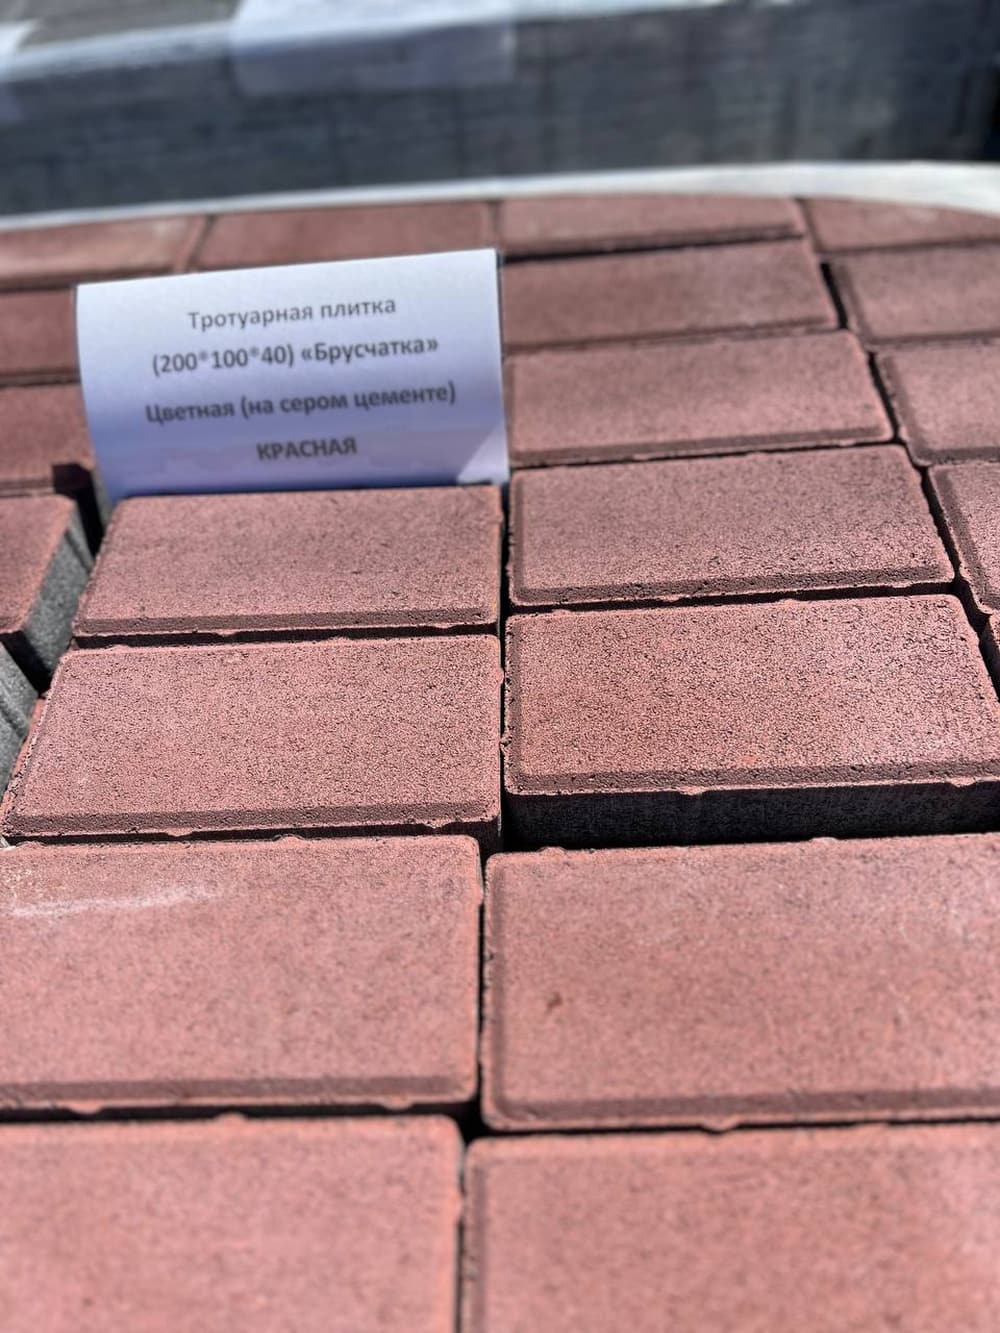 Тротуарная плитка
(200*100*40) «Брусчатка»
Цветная (на сером цементе)
КРАСНАЯ